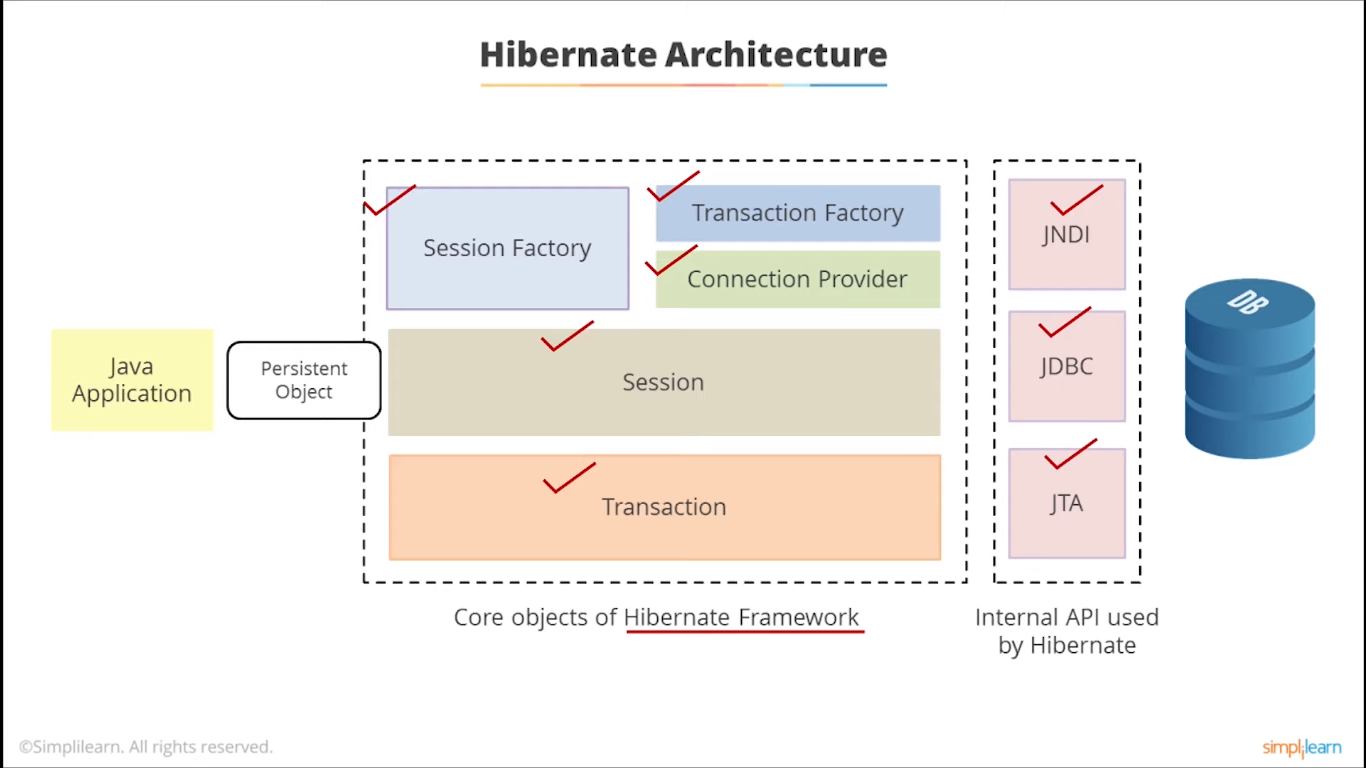 Hibernate Architecture
Session Factory
Transaction Factory
Connection Provider
JNDI
Java
Application
Persistent
Object
Session
JDBC
DB
Transaction
JTA
Core objects of Hibernate Framework
Internal API used
by Hibernate
©Simplilearn. All rights reserved.
simplilearn